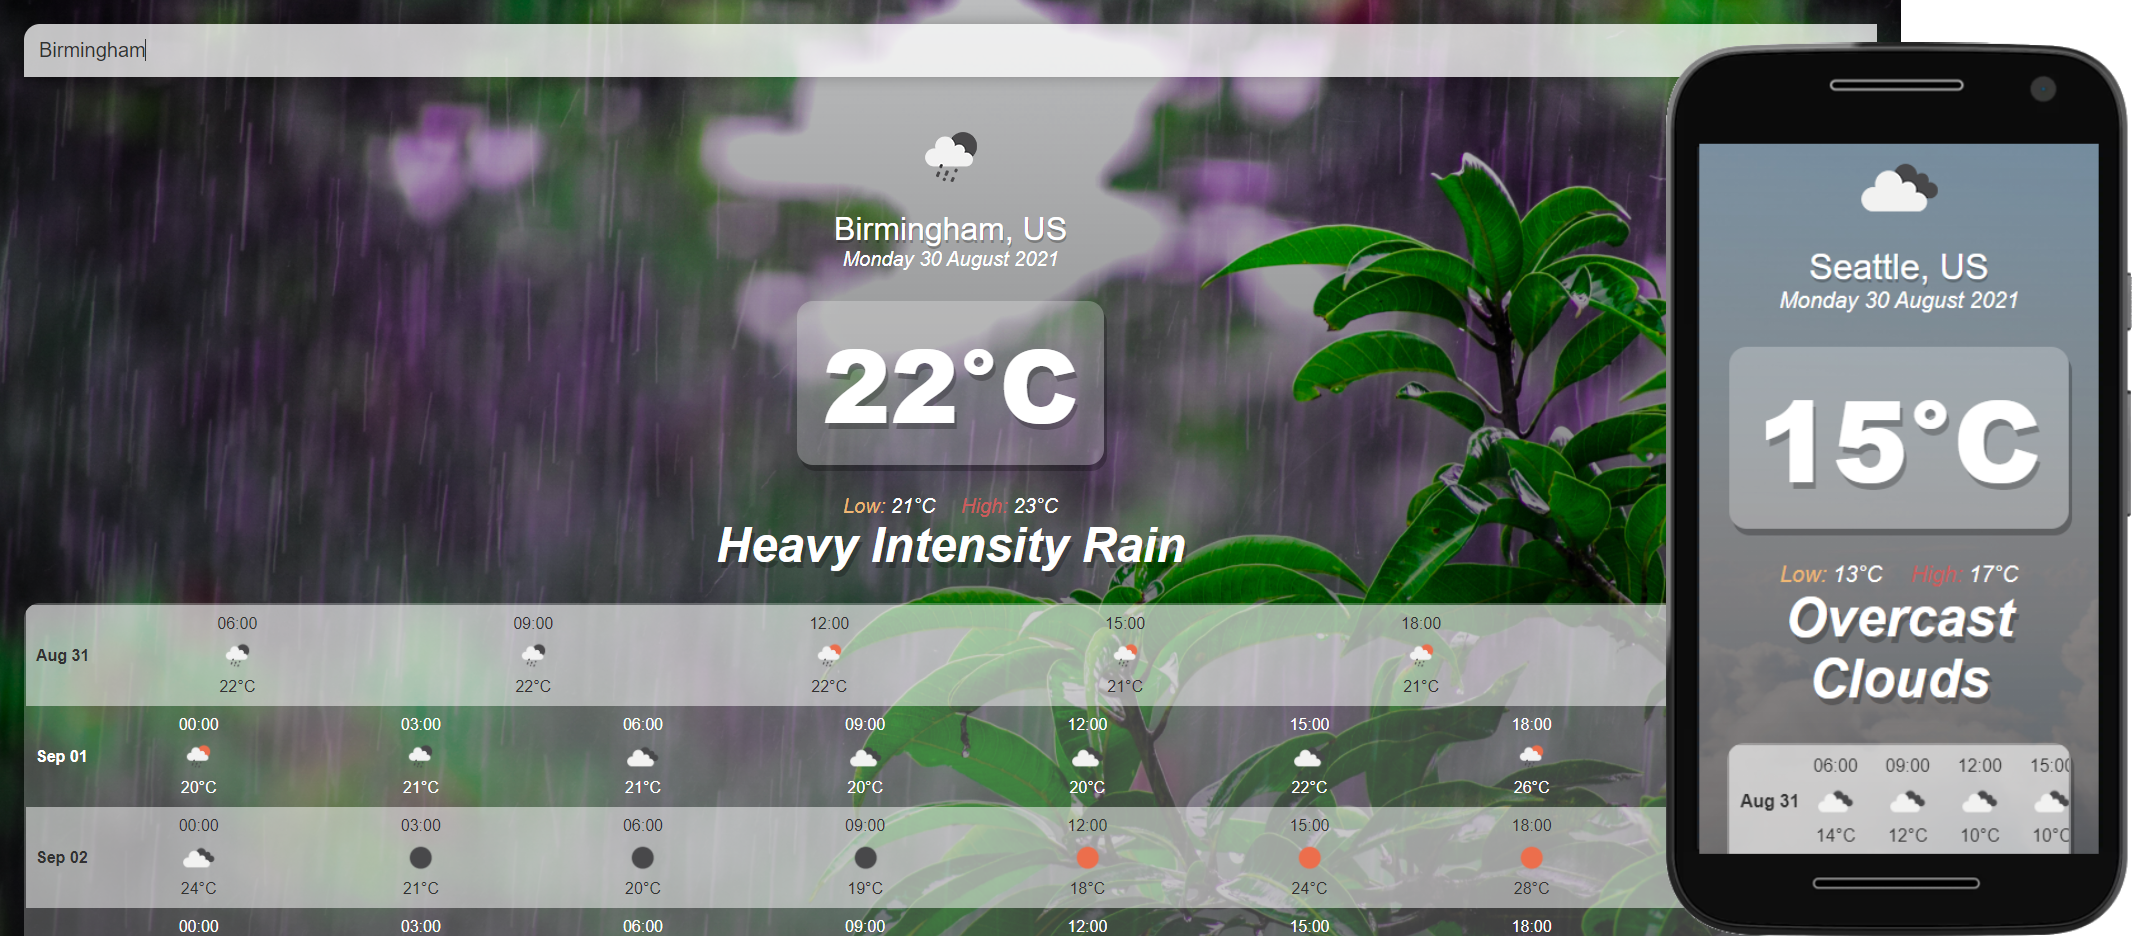 Birmingham
Birmingham, US
Monday 30 August 2021
22°C
Low: 21°C High: 23°C
Heavy Intensity Rain
06:00 09:00 12:00 15:00 18:00
Aug 31
22°C 22°C 22°C 21°C 21°C
00:00 03:00 06:00 09:00 12:00 15:00 18:00
Sep 01
20°C 21°C 21°C 20°C 20°C 22°C 26°C
00:00 03:00 06:00 09:00 12:00 15:00 18:00
Sep 02
24°C 21°C 20°C 19°C 18°C 24°C 28°C
00:00 03:00 06:00 09:00 12:00 15:00 18:00
Seattle, US
Monday 30 August 2021
15°C
Low: 13°C High: 17°C
Overcast
Clouds
06:00 09:00 12:00 15:00
Aug 31
14°C 12°C 10°C 10°C